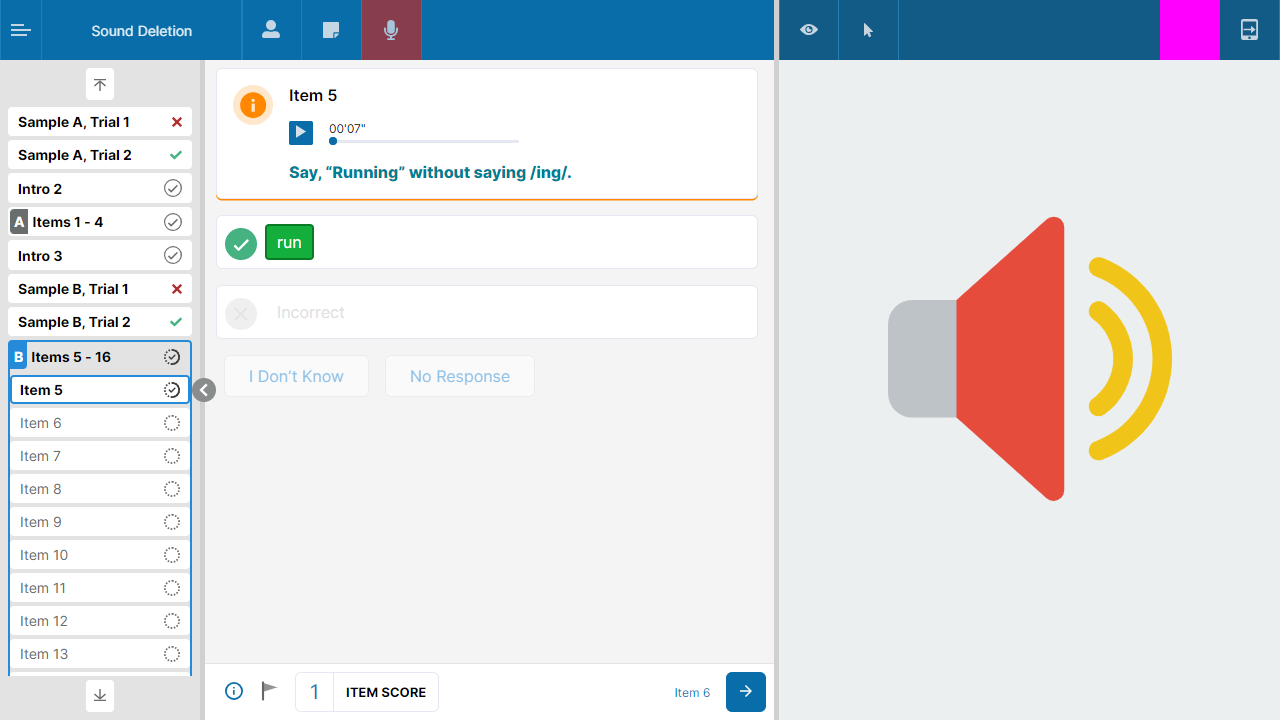 Sound Deletion
Sample A, Trial 1
Sample A, Trial 2
Intro 2
A Items 1 - 4
Intro 3
Sample B, Trial 1
Sample B, Trial 2
B Items 5 - 16
Item 5
Item 6
Item 7
Item 8
Item 9
Item 10
Item 11
Item 12
Item 13
Item 5
00'07"
Say, “Running” without saying /ing/.
run
Incorrect
I Don’t Know No Response
1 ITEM SCORE Item 6